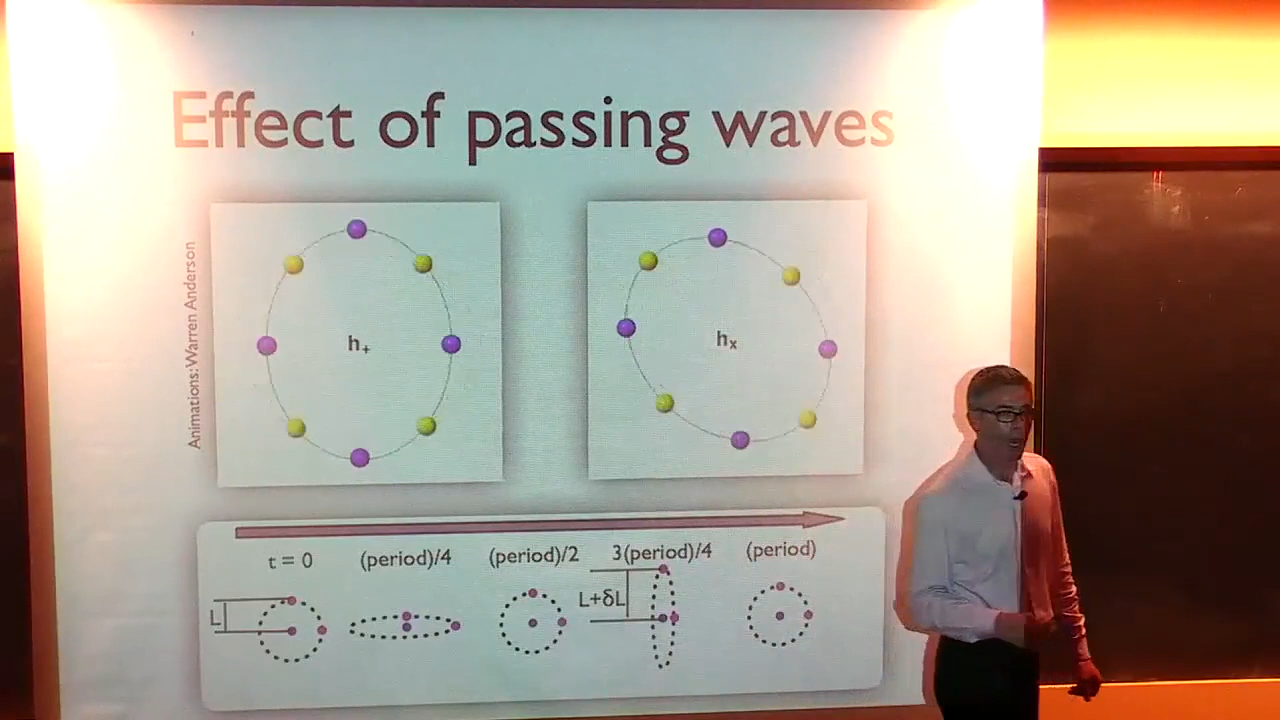 Effect of passing waves
Animations: Warren Anderson
h+
hx
t = 0
(period)/4
(period)/2
3(period)/4
(period)
L
L+δL